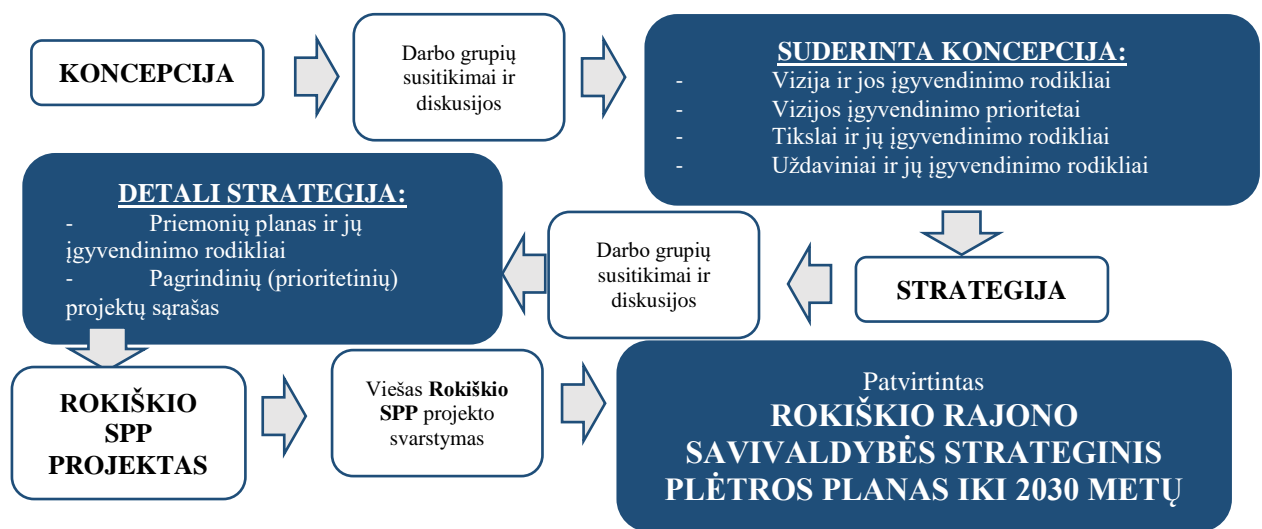 KONCEPCIJA
Darbo grupių
susitikimai ir
diskusijos
SUDERINTA KONCEPCIJA:
- Vizija ir jos įgyvendinimo rodikliai
- Vizijos įgyvendinimo prioritetai
- Tikslai ir jų įgyvendinimo rodikliai
- Uždaviniai ir jų įgyvendinimo rodikliai
STRATEGIJA
Darbo grupių
susitikimai ir
diskusijos
DETALI STRATEGIJA:
- Priemonių planas ir jų
įgyvendinimo rodikliai
- Pagrindinių (prioritetinių)
projektų sąrašas
ROKIŠKIO
SPP
PROJEKTAS
Viešas Rokiškio
SPP projekto
svarstymas
Patvirtintas
ROKIŠKIO RAJONO
SAVIVALDYBĖS STRATEGINIS
PLĖTROS PLANAS IKI 2030 METŲ